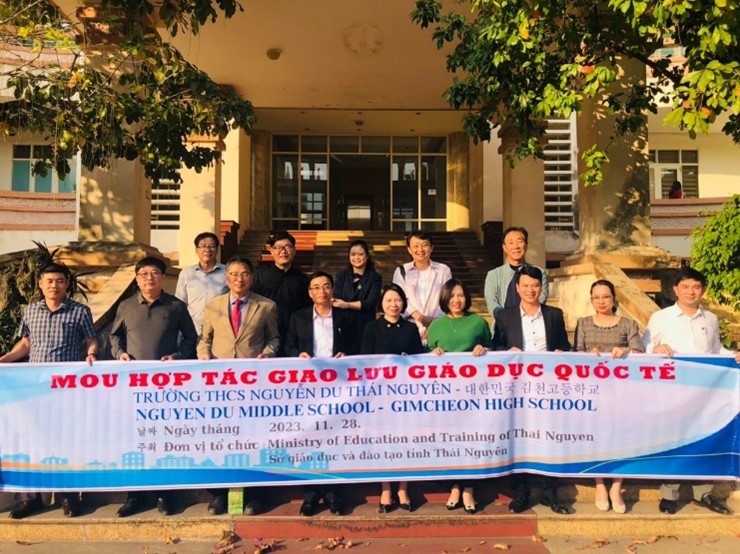 MOU HỢP TÁC GIAO LƯU GIÁO DỤC QUỐC TẾ
TRƯỜNG THCS NGUYỄN DU THÁI NGUYÊN - 대한민국 김천고등학교
NGUYEN DU MIDDLE SCHOOL - GIMCHEON HIGH SCHOOL
날짜 Ngày tháng 2023. 11. 28.
주최 Đơn vị tổ chức Ministry of Education and Training of Thai Nguyen
Sở giáo dục và đào tạo tỉnh Thái Nguyên